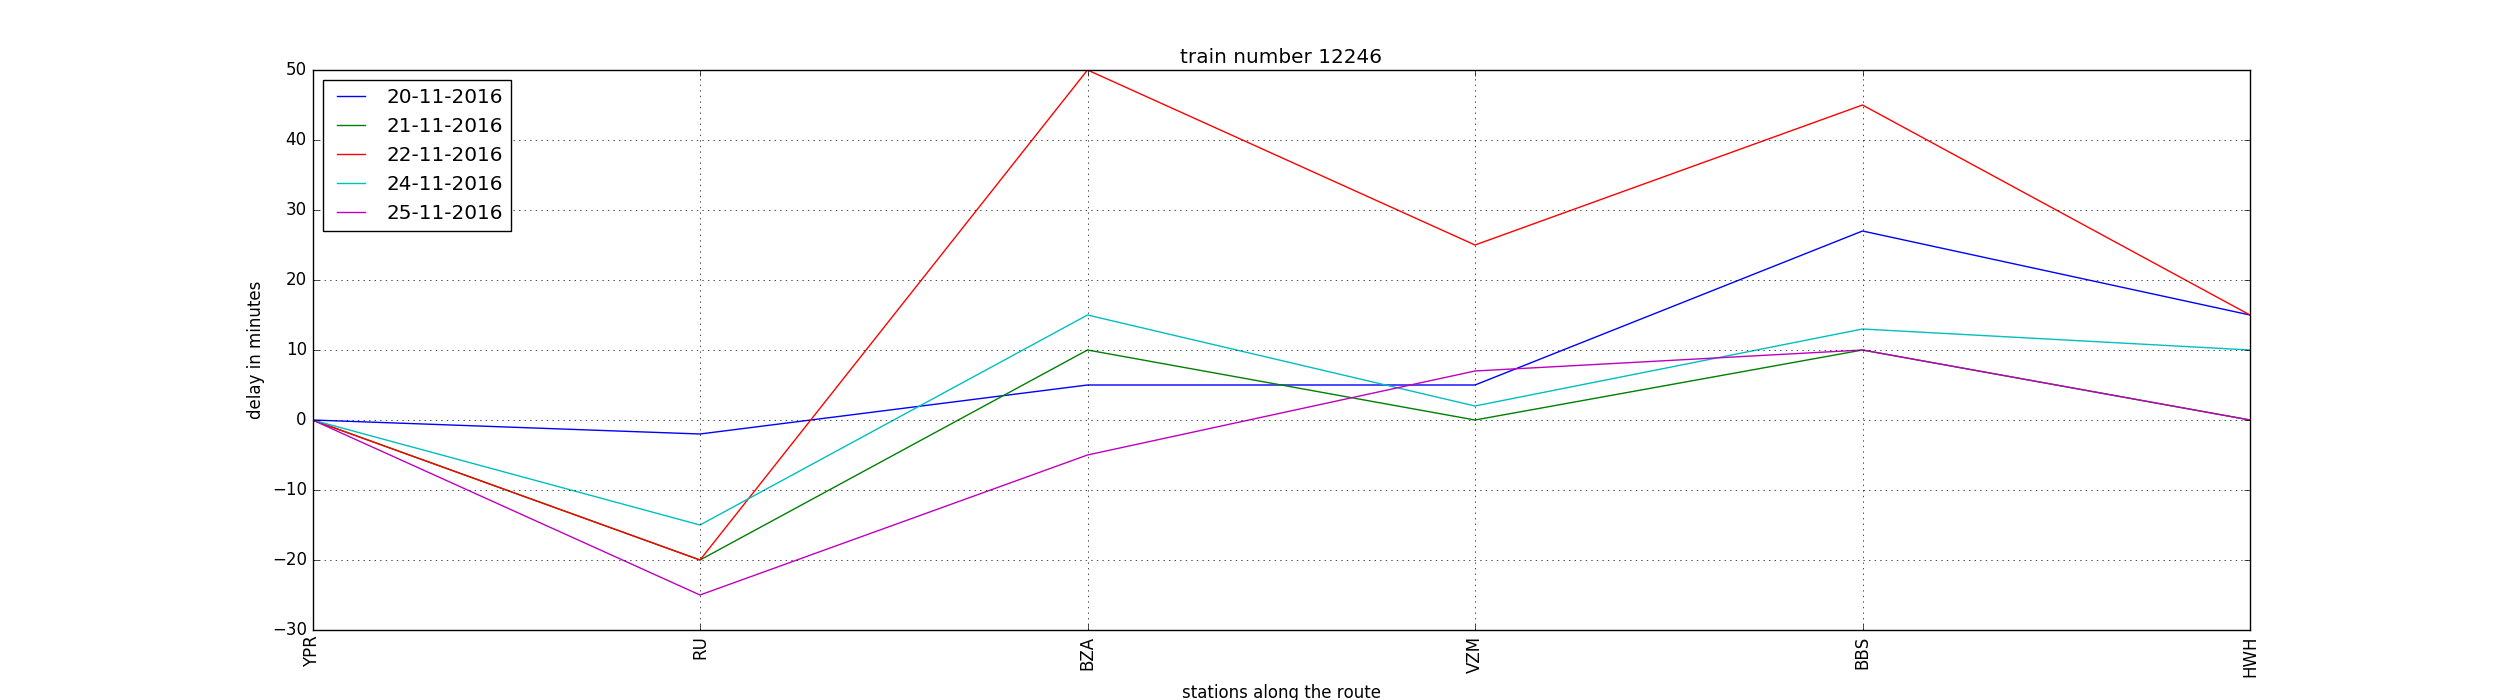 train number 12246
50
40
30
20
10
0
−10
−20
−30
delay in minutes
20-11-2016
21-11-2016
22-11-2016
24-11-2016
25-11-2016
YPR
RU
BZA
VZM
BBS
HWH
stations along the route